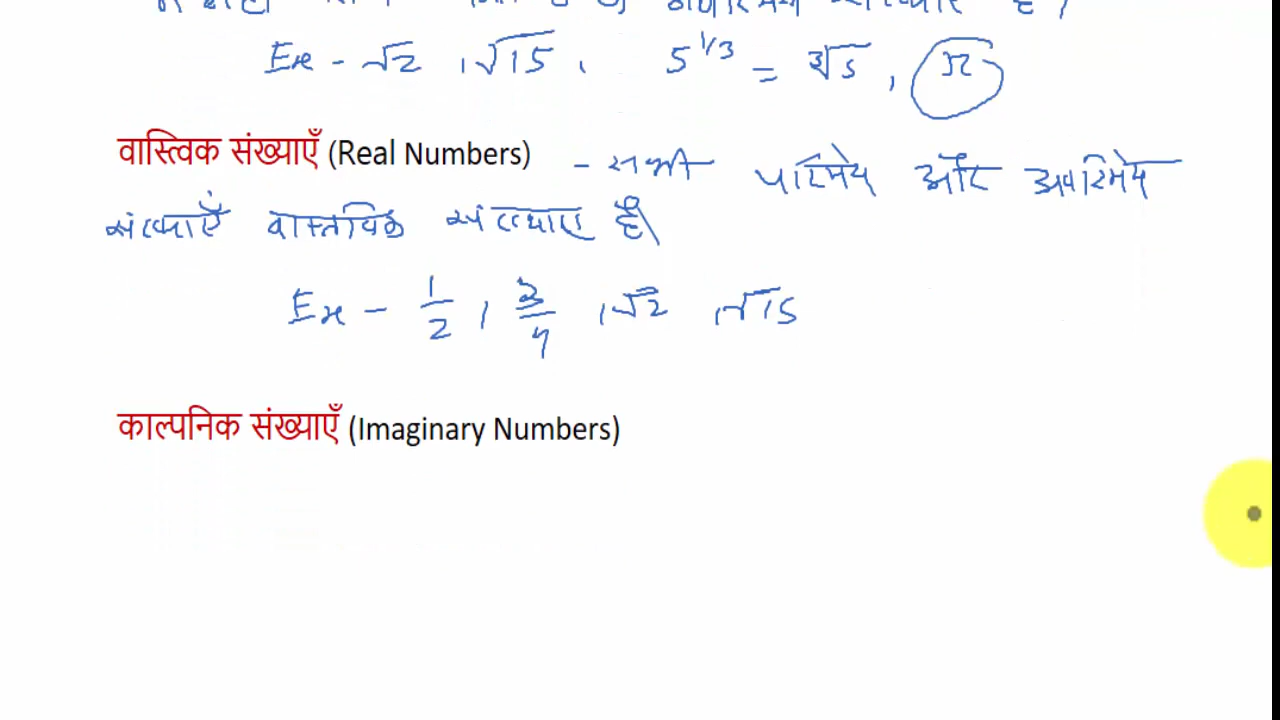 संख्याएँ हैं।
Ex - √2 , √15 , 5^1/3 = ∛5 , π
वास्त्विक संख्याएँ (Real Numbers) - सभी परिमेय और अपरिमेय
संख्याएँ वास्तविक संख्याएं हैं।
Ex - 1/2 , 3/4 , √2 , √15
काल्पनिक संख्याएँ (Imaginary Numbers)